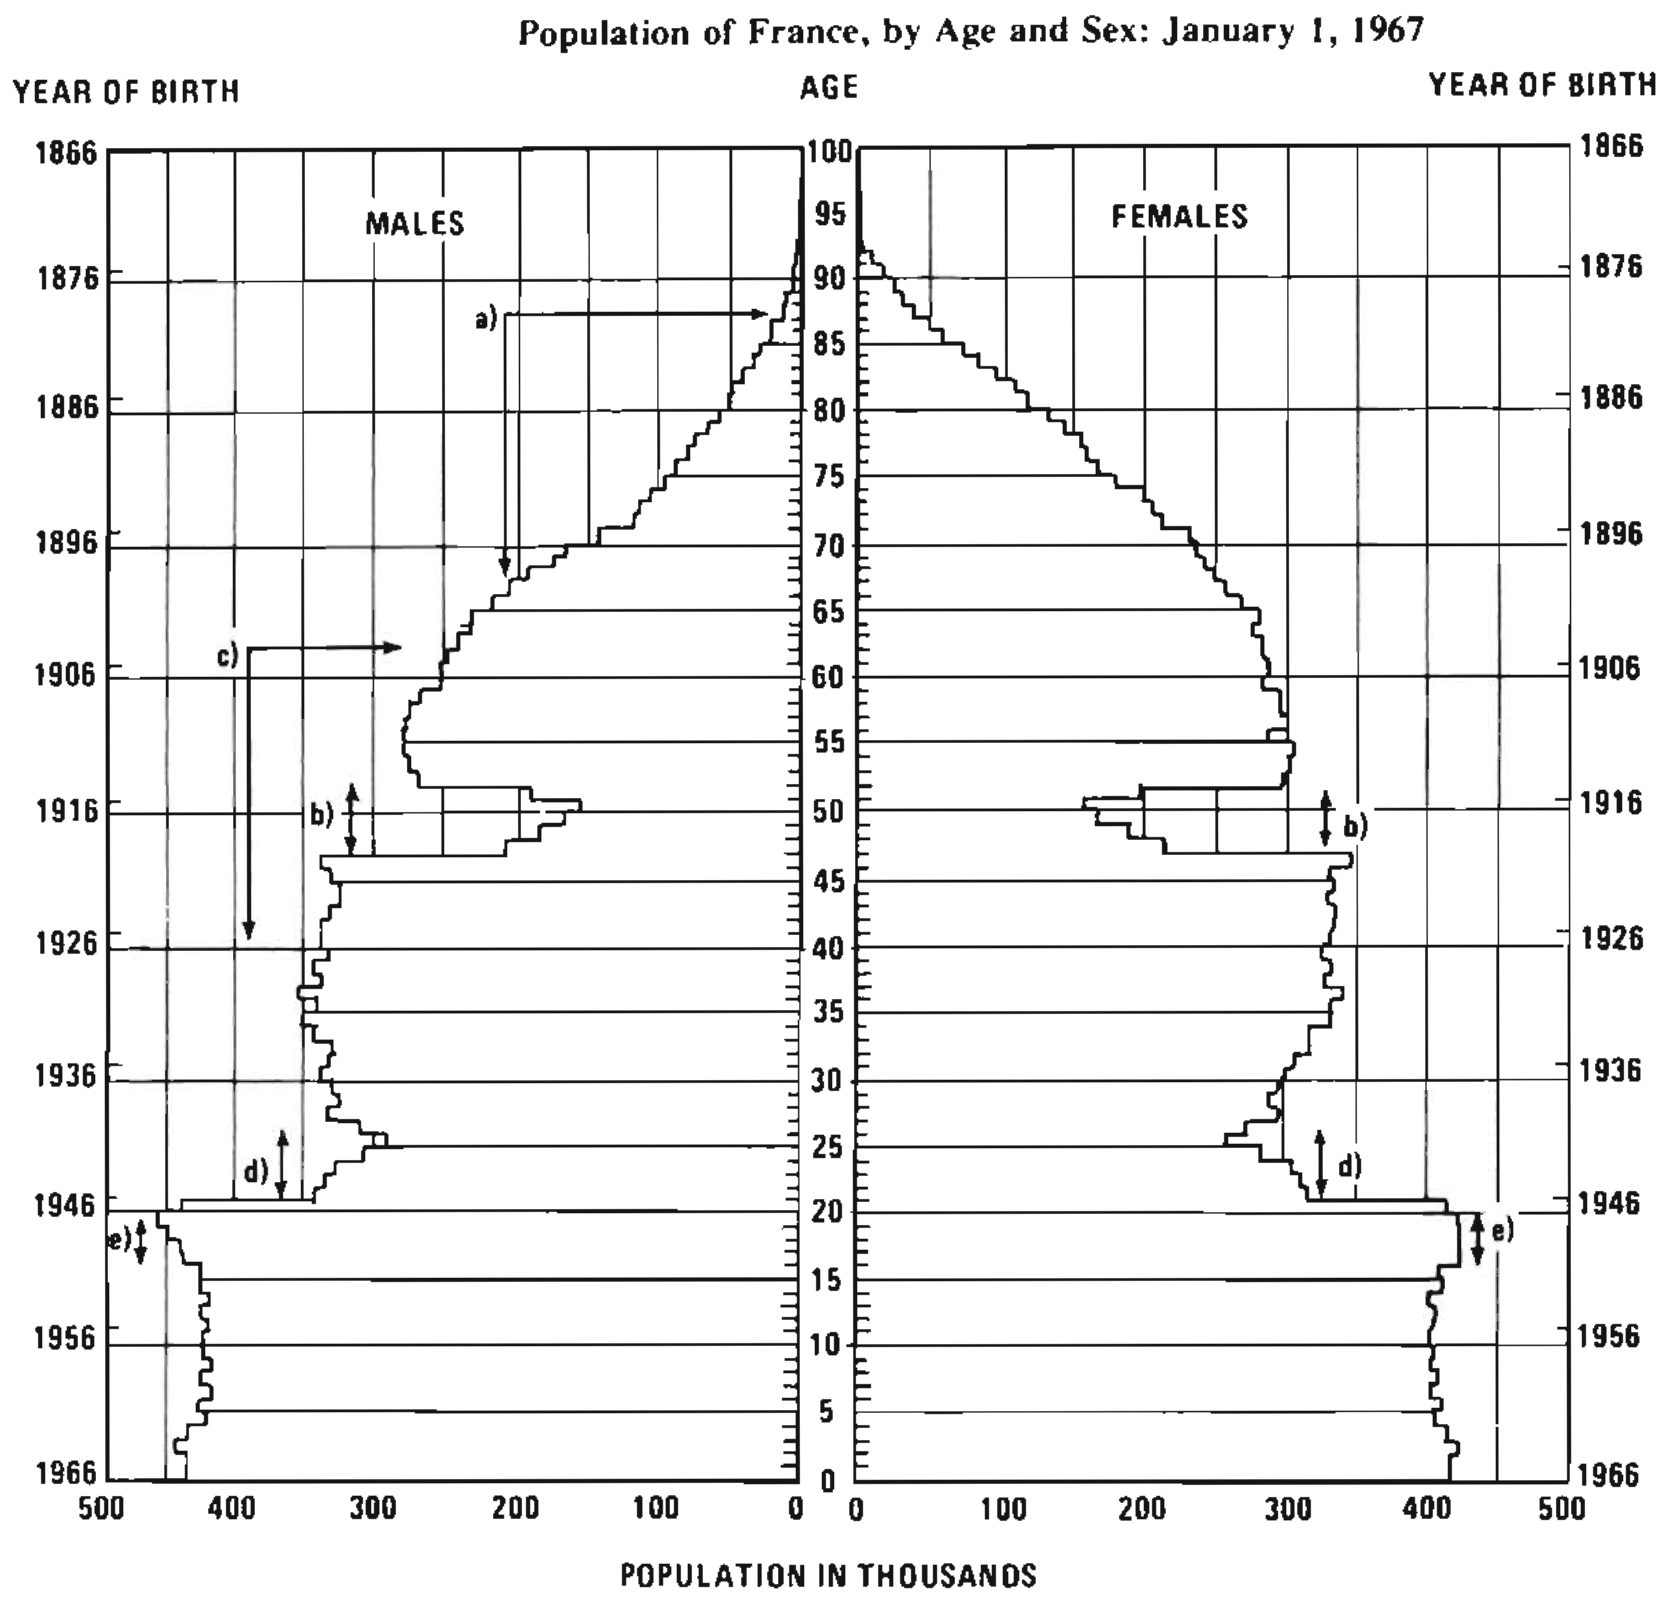 Population of France, by Age and Sex: January 1, 1967
YEAR OF BIRTH AGE YEAR OF BIRTH
1866 100 1866
MALES 95 FEMALES
1876 90 1876
a)
85
1886 80 1886
75
1896 70 1896
65
c)
1906 60 1906
55
b) 1916 50 1916 b)
45
1926 40 1926
35
1936 30 1936
25
d) d)
1946 20 1946
e) e)
15
1956 10 1956
5
1966 0 1966
500 400 300 200 100 0 0 100 200 300 400 500
POPULATION IN THOUSANDS